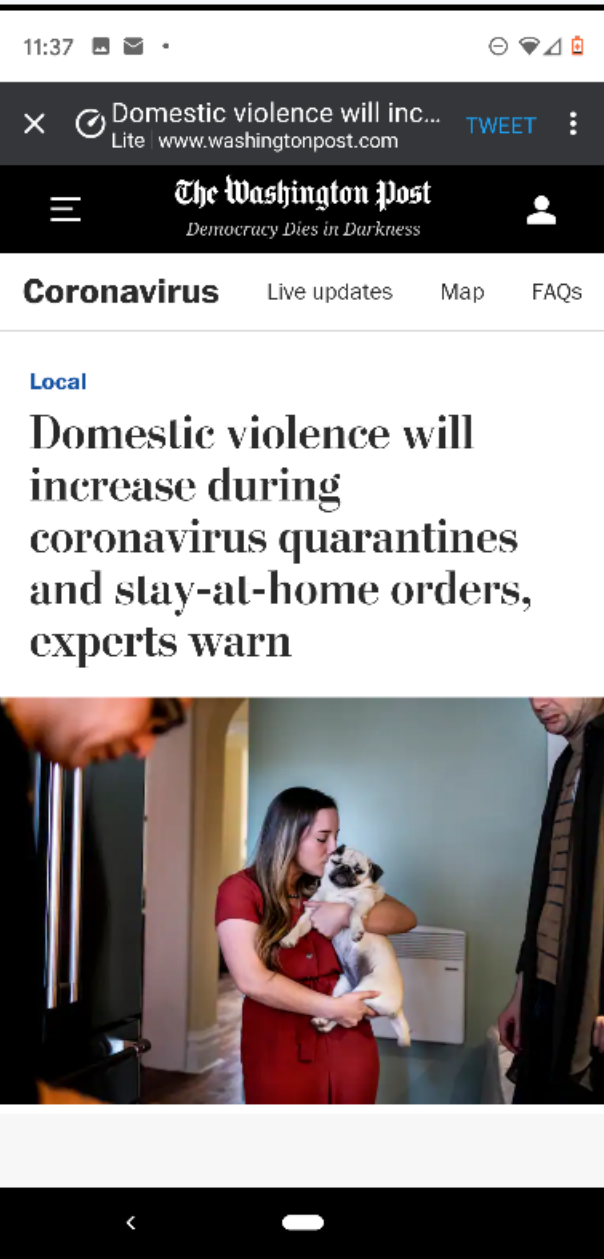 11:37
Domestic violence will inc...
TWEET
Lite | www.washingtonpost.com
The Washington Post
Democracy Dies in Darkness
Coronavirus Live updates Map FAQs
Local
Domestic violence will
increase during
coronavirus quarantines
and stay-at-home orders,
experts warn